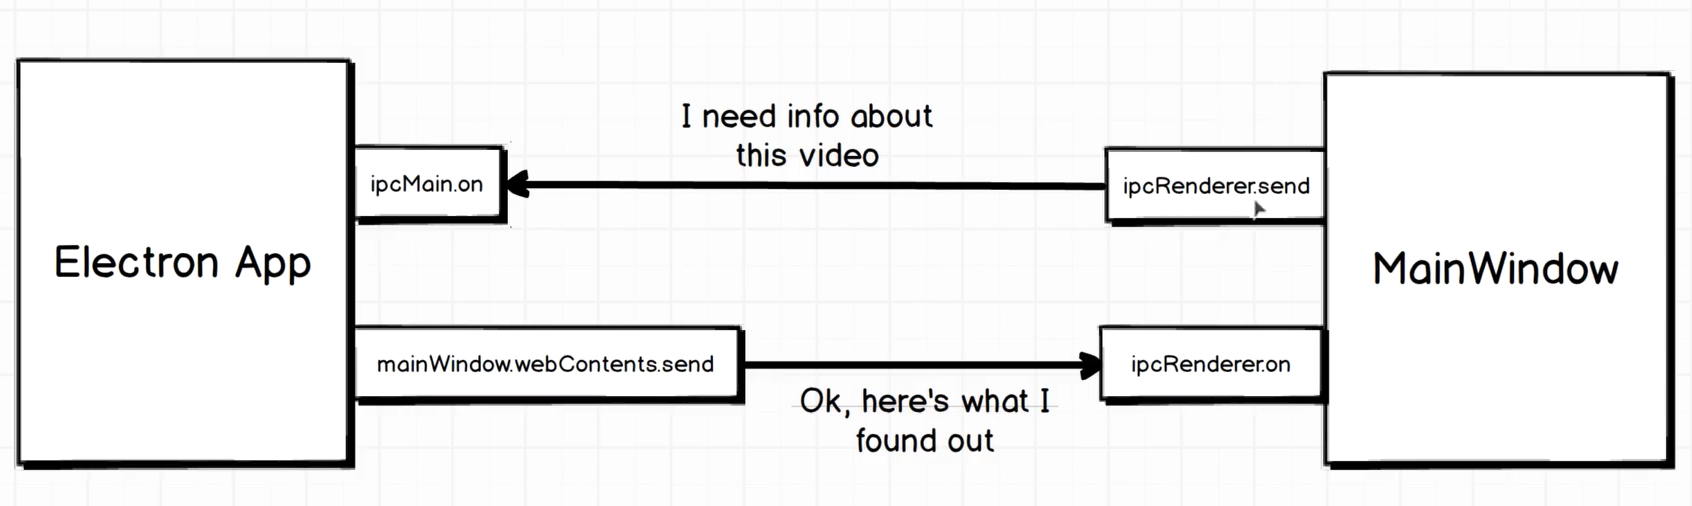 I need info about
this video
ipcMain.on
ipcRenderer.send
Electron App
MainWindow
mainWindow.webContents.send
ipcRenderer.on
Ok, here's what I
found out